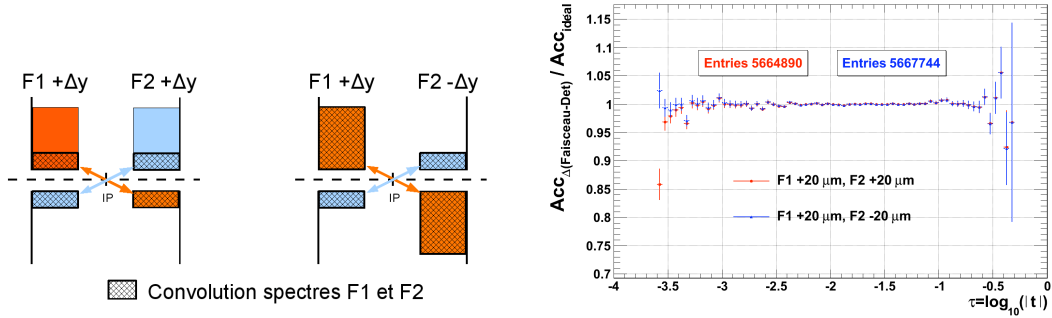 F1 +Δy
F2 +Δy
IP
F1 +Δy
F2 -Δy
IP
Convolution spectres F1 et F2
Acc Δ(Faisceau-Det) / Acc ideal
1.15
1.1
1.05
1
0.95
0.9
0.85
0.8
0.75
0.7
Entries 5664890
Entries 5667744
F1 +20 μm, F2 +20 μm
F1 +20 μm, F2 -20 μm
-4 -3.5 -3 -2.5 -2 -1.5 -1 -0.5 0
τ=log10(|t|)